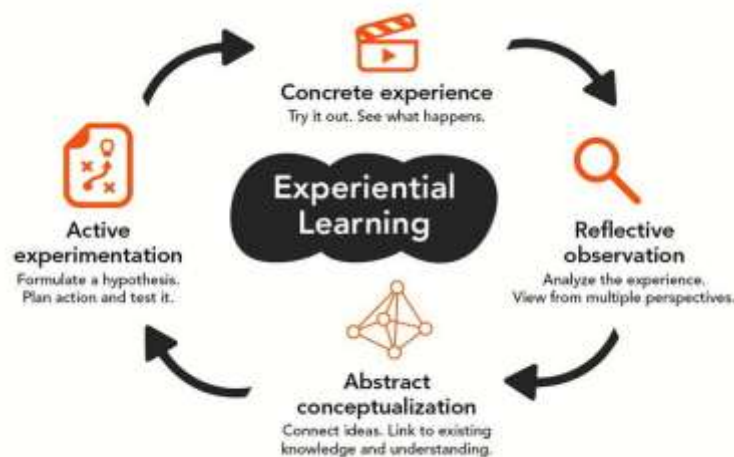 Concrete experience
Try it out. See what happens.
Experiential
Learning
Reflective
observation
Analyze the experience.
View from multiple perspectives.
Abstract
conceptualization
Connect ideas. Link to existing
knowledge and understanding.
Active
experimentation
Formulate a hypothesis.
Plan action and test it.